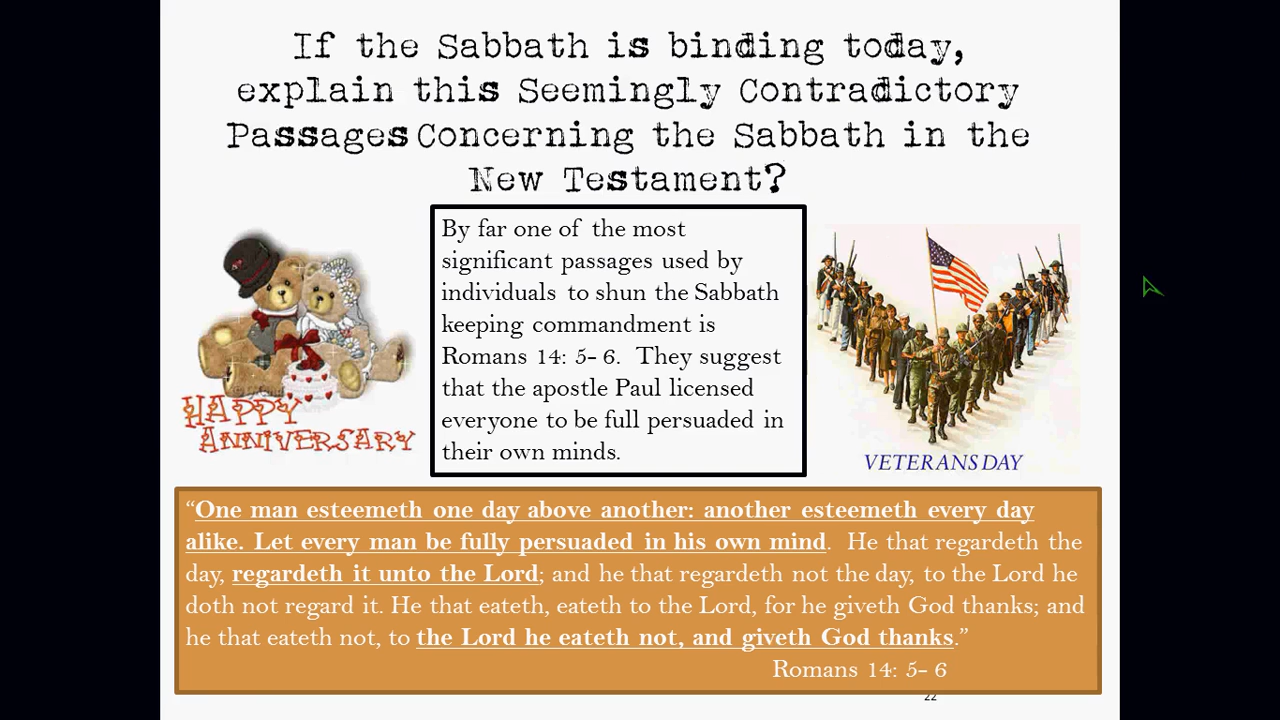 If the Sabbath is binding today,
explain this Seemingly Contradictory
Passages Concerning the Sabbath in the
New Testament?
By far one of the most
significant passages used by
individuals to shun the Sabbath
keeping commandment is
Romans 14: 5- 6. They suggest
that the apostle Paul licensed
everyone to be full persuaded in
their own minds.
HAPPY
ANNIVERSARY
VETERANS DAY
“One man esteemeth one day above another: another esteemeth every day
alike. Let every man be fully persuaded in his own mind. He that regardeth the
day, regardeth it unto the Lord; and he that regardeth not the day, to the Lord he
doth not regard it. He that eateth, eateth to the Lord, for he giveth God thanks; and
he that eateth not, to the Lord he eateth not, and giveth God thanks.”
Romans 14: 5- 6
22